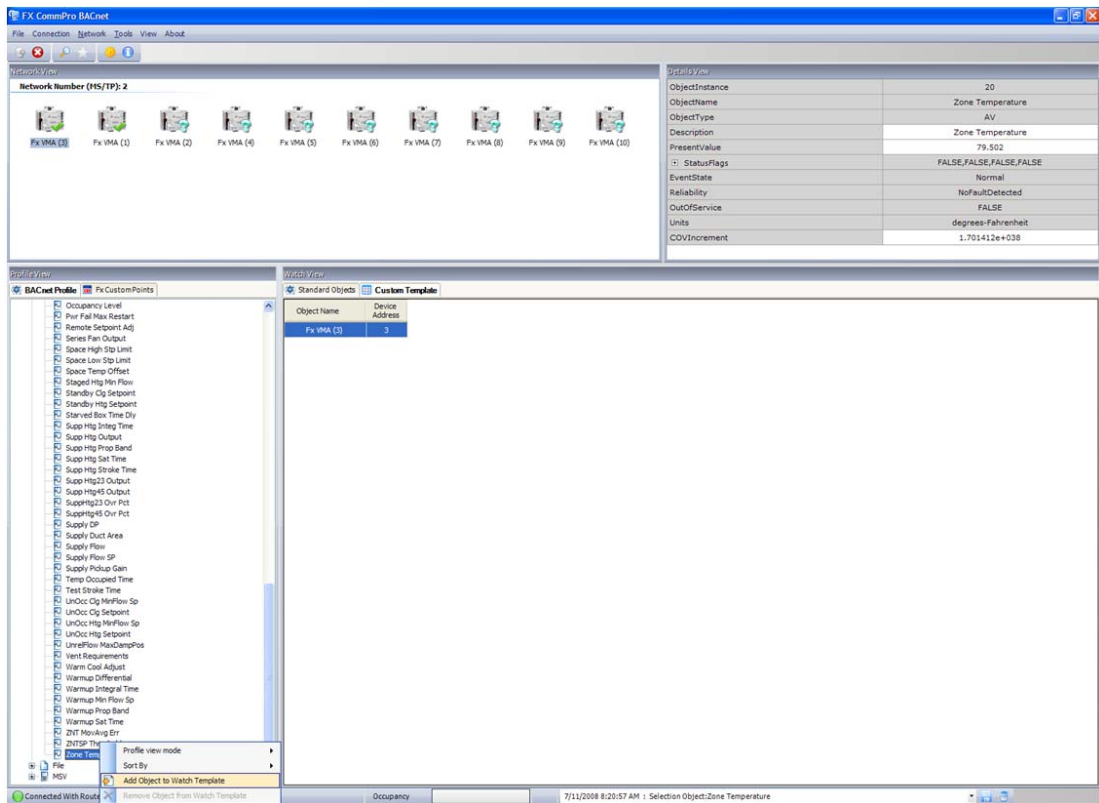 FX CommPro BACnet
File Connection Network Tools View About
Network View
Network Number (MS/TP): 2
Fx VMA (3) Fx VMA (1) Fx VMA (2) Fx VMA (4) Fx VMA (5) Fx VMA (6) Fx VMA (7) Fx VMA (8) Fx VMA (9) Fx VMA (10)
Details View
ObjectInstance 20
ObjectName Zone Temperature
ObjectType AV
Description Zone Temperature
PresentValue 79.502
StatusFlags FALSE,FALSE,FALSE,FALSE
EventState Normal
Reliability NoFaultDetected
OutOfService FALSE
Units degrees-Fahrenheit
COVIncrement 1.701412e+038
Profile View
BACnet Profile Fx CustomPoints
Occupancy Level
Pwr Fail Max Restart
Remote Setpoint Adj
Series Fan Output
Space High Stp Limit
Space Low Stp Limit
Space Temp Offset
Staged Htg Min Flow
Standby Clg Setpoint
Standby Htg Setpoint
Starved Box Time Dly
Supp Htg Integ Time
Supp Htg Output
Supp Htg Prop Band
Supp Htg Sat Time
Supp Htg Stroke Time
Supp Htg23 Output
Supp Htg45 Output
SuppHtg23 Ovr Pct
SuppHtg45 Ovr Pct
Supply DP
Supply Duct Area
Supply Flow
Supply Flow SP
Supply Pickup Gain
Temp Occupied Time
Test Stroke Time
UnOcc Clg MinFlow Sp
UnOcc Clg Setpoint
UnOcc Htg MinFlow Sp
UnOcc Htg Setpoint
UnrelFlow MaxDampPos
Vent Requirements
Warm Cool Adjust
Warmup Differential
Warmup Integral Time
Warmup Min Flow Sp
Warmup Prop Band
Warmup Sat Time
ZNT MovAvg Err
ZNTSP Th
Zone Tem
File
MSV
Profile view mode
Sort By
Add Object to Watch Template
Remove Object from Watch Template
Watch View
Standard Objects Custom Template
Object Name Device Address
Fx VMA (3) 3
Connected With Route Occupancy 7/11/2008 8:20:57 AM : Selection Object:Zone Temperature